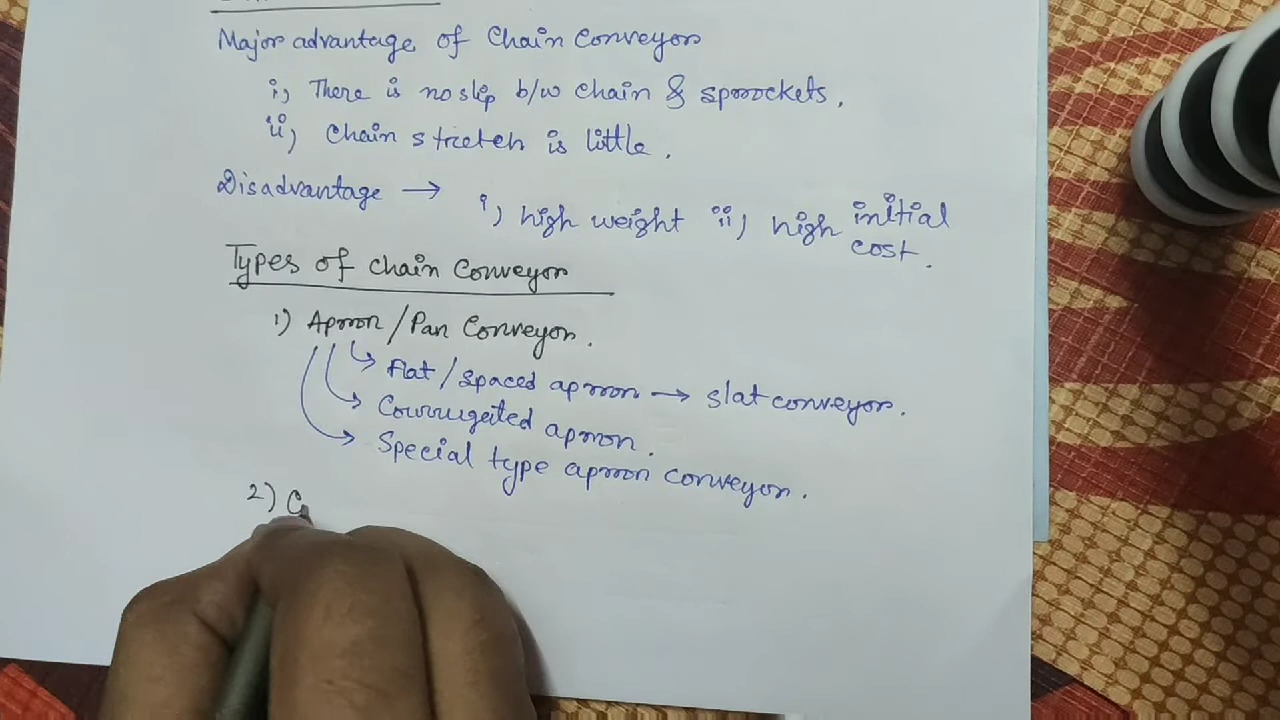 Major advantage of Chain Conveyor
i, There is no slip b/w chain & sprockets.
ii, Chain stretch is little.
Disadvantage → i, high weight ii, high initial cost.
Types of chain Conveyor
1) Apron/Pan Conveyor.
Flat/spaced apron → slat conveyor.
Corrugated apron.
Special type apron conveyor.
2) C